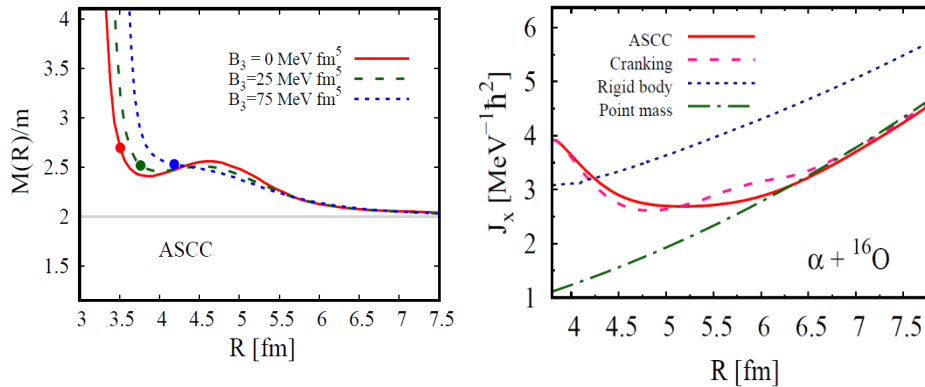 M(R)/m
4
3.5
3
2.5
2
1.5
B₃ = 0 MeV fm⁵
B₃=25 MeV fm⁵
B₃=75 MeV fm⁵
ASCC
3 3.5 4 4.5 5 5.5 6 6.5 7 7.5
R [fm]
Jₓ [MeV⁻¹ħ²]
6
5
4
3
2
1
ASCC
Cranking
Rigid body
Point mass
α + ¹⁶O
4 4.5 5 5.5 6 6.5 7 7.5
R [fm]